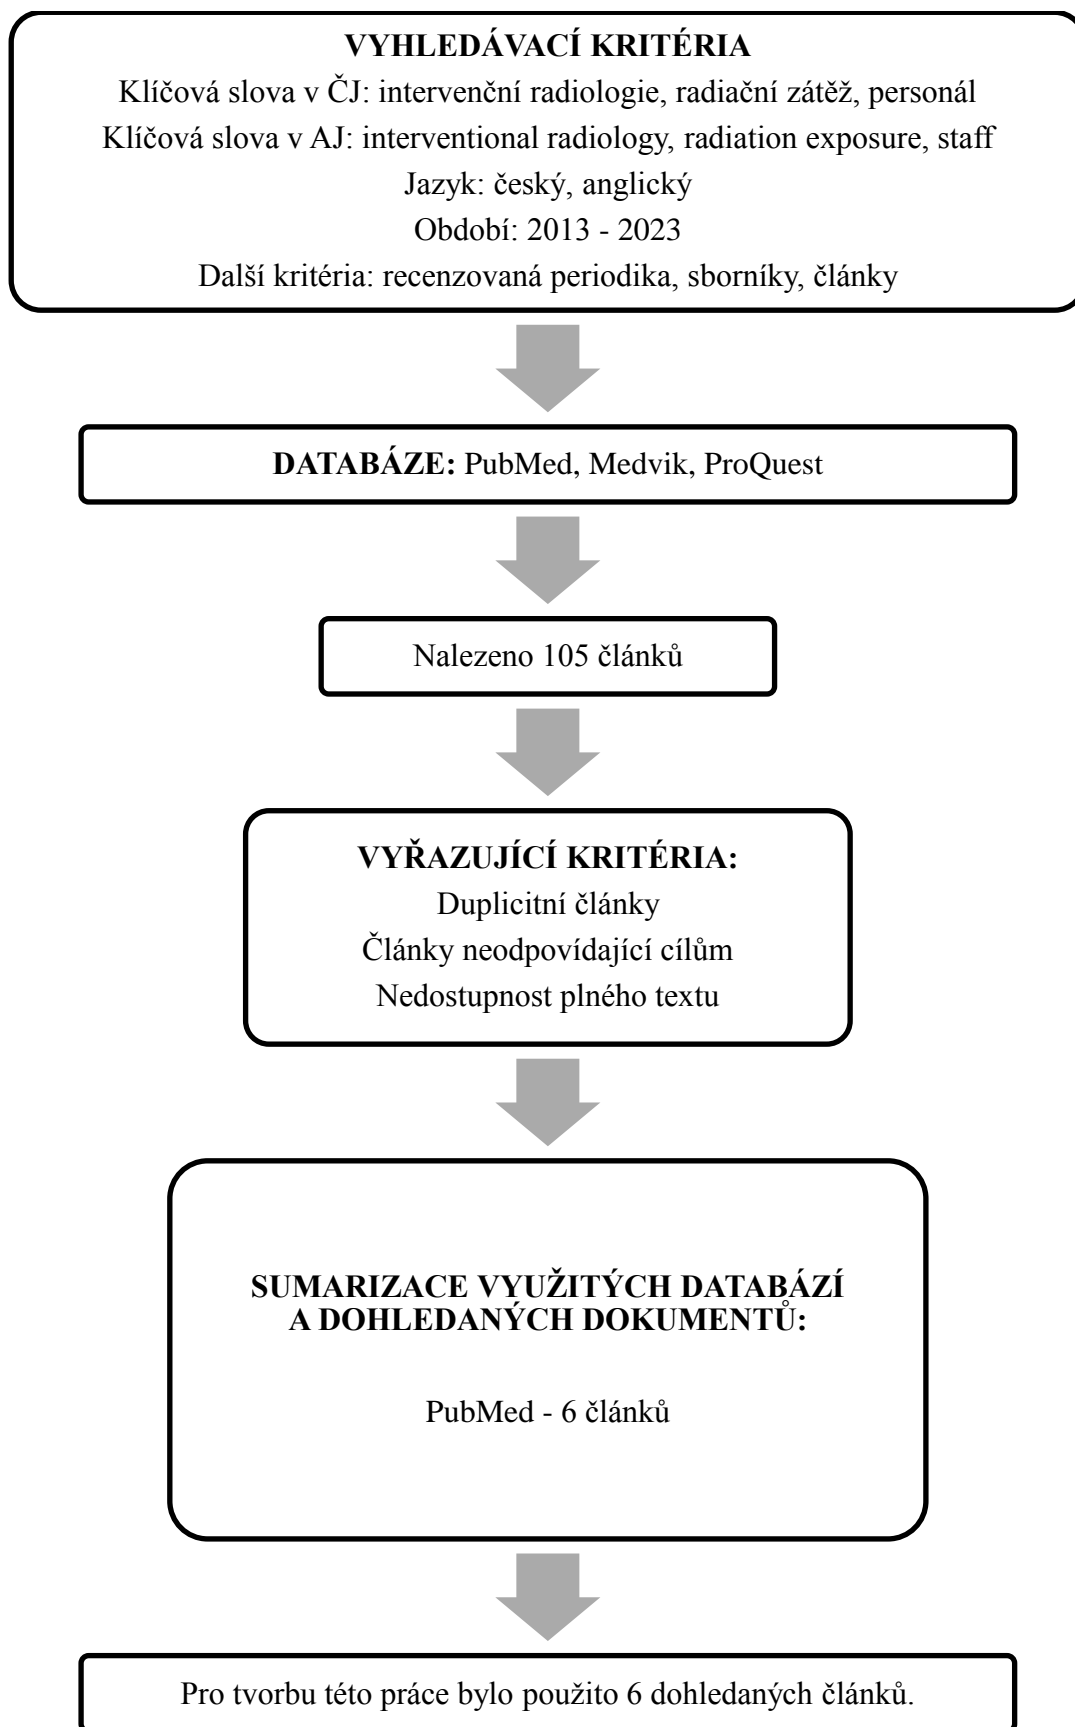 VYHLEDÁVACÍ KRITÉRIA
Klíčová slova v ČJ: intervenční radiologie, radiační zátěž, personál
Klíčová slova v AJ: interventional radiology, radiation exposure, staff
Jazyk: český, anglický
Období: 2013 - 2023
Další kritéria: recenzovaná periodika, sborníky, články
DATABÁZE: PubMed, Medvik, ProQuest
Nalezeno 105 článků
VYŘAZUJÍCÍ KRITÉRIA:
Duplicitní články
Články neodpovídající cílům
Nedostupnost plného textu
SUMARIZACE VYUŽITÝCH DATABÁZÍ
A DOHLEDANÝCH DOKUMENTŮ:
PubMed - 6 článků
Pro tvorbu této práce bylo použito 6 dohledaných článků.